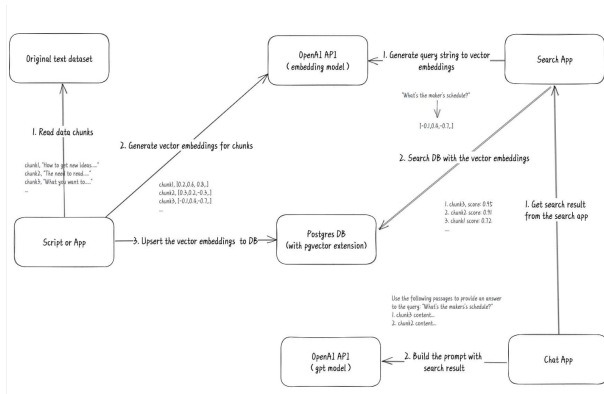 Original text dataset
OpenAI API
(embedding model)
1. Generate query string to vector
embeddings
Search App
"What's the maker's schedule?"
[-0.1,0.6,-0.7,]
1. Read data chunks
2. Generate vector embeddings for chunks
2. Search DB with the vector embeddings
chunk1, "How to get new ideas...."
chunk2, "The need to read....."
chunk3, "What you want to....."
...
chunk1, [0.2,0.6, 0.8,]
chunk2, [0.3,0.2,-0.3,]
chunk3, [-0.1,0.6,-0.7,]
...
1. chunk3, score: 0.95
2. chunk2 score: 0.91
3. chunk1 score: 0.72
....
1. Get search result
from the search app
Script or App
3. Upsert the vector embeddings to DB
Postgres DB
(with pgvector extension)
Use the following passages to provide an answer
to the query: "What's the maker's schedule?"
1. chunk3 content...
2. chunk2 content...
OpenAI API
(gpt model)
2. Build the prompt with
search result
Chat App